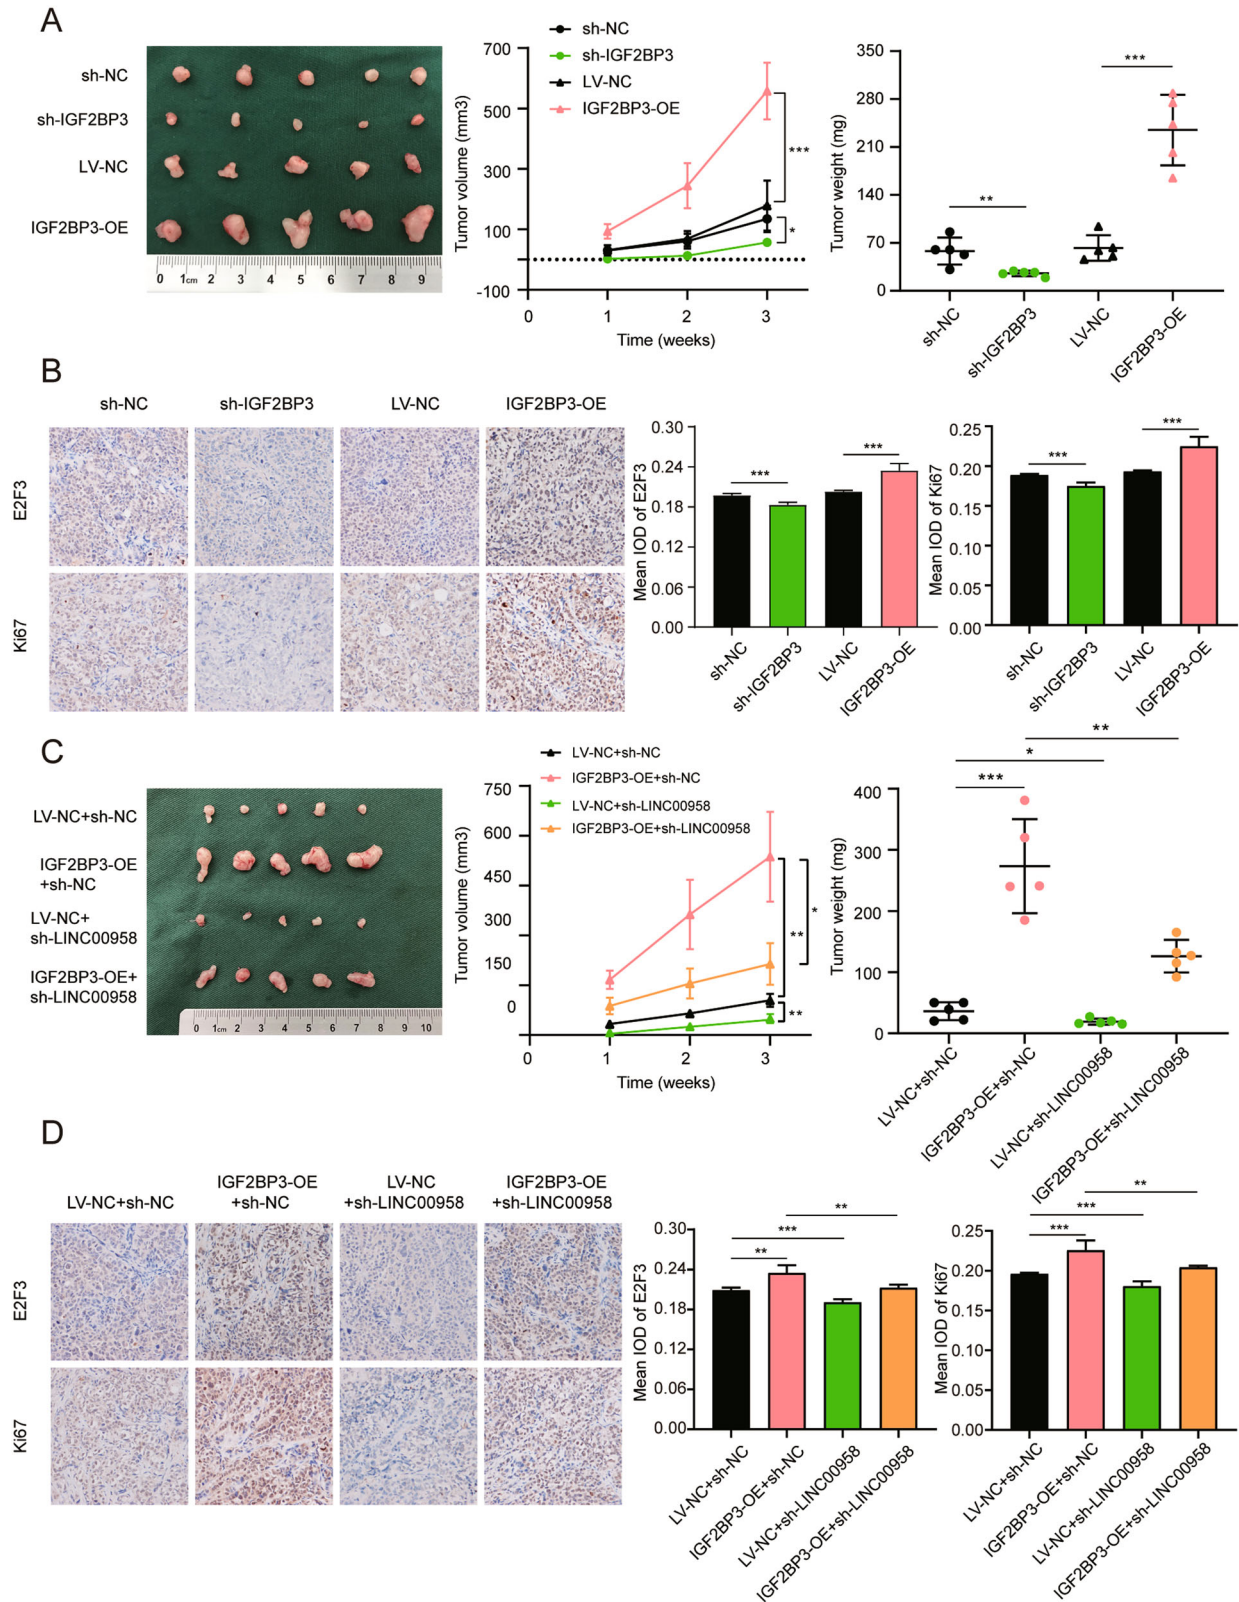 A
sh-NC
sh-IGF2BP3
LV-NC
IGF2BP3-OE
0 1cm 2 3 4 5 6 7 8 9
sh-NC
sh-IGF2BP3
LV-NC
IGF2BP3-OE
Tumor volume (mm3)
700
500
300
100
-100
0 1 2 3
Time (weeks)
***
*
Tumor weight (mg)
350
280
210
140
70
0
**
***
sh-NC
sh-IGF2BP3
LV-NC
IGF2BP3-OE
B
sh-NC sh-IGF2BP3 LV-NC IGF2BP3-OE
E2F3
Ki67
Mean IOD of E2F3
0.30
0.24
0.18
0.12
0.06
0.00
***
***
sh-NC
sh-IGF2BP3
LV-NC
IGF2BP3-OE
Mean IOD of Ki67
0.25
0.20
0.15
0.10
0.05
0.00
***
***
sh-NC
sh-IGF2BP3
LV-NC
IGF2BP3-OE
C
LV-NC+sh-NC
IGF2BP3-OE
+sh-NC
LV-NC+
sh-LINC00958
IGF2BP3-OE+
sh-LINC00958
0 1cm 2 3 4 5 6 7 8 9 10
LV-NC+sh-NC
IGF2BP3-OE+sh-NC
LV-NC+sh-LINC00958
IGF2BP3-OE+sh-LINC00958
Tumor volume (mm3)
750
600
450
300
150
0
0 1 2 3
Time (weeks)
*
**
**
Tumor weight (mg)
400
300
200
100
0
**
*
***
LV-NC+sh-NC
IGF2BP3-OE+sh-NC
LV-NC+sh-LINC00958
IGF2BP3-OE+sh-LINC00958
D
LV-NC+sh-NC
IGF2BP3-OE
+sh-NC
LV-NC
+sh-LINC00958
IGF2BP3-OE
+sh-LINC00958
E2F3
Ki67
Mean IOD of E2F3
0.30
0.24
0.18
0.12
0.06
0.00
**
***
**
LV-NC+sh-NC
IGF2BP3-OE+sh-NC
LV-NC+sh-LINC00958
IGF2BP3-OE+sh-LINC00958
Mean IOD of Ki67
0.25
0.20
0.15
0.10
0.05
0.00
**
***
***
LV-NC+sh-NC
IGF2BP3-OE+sh-NC
LV-NC+sh-LINC00958
IGF2BP3-OE+sh-LINC00958